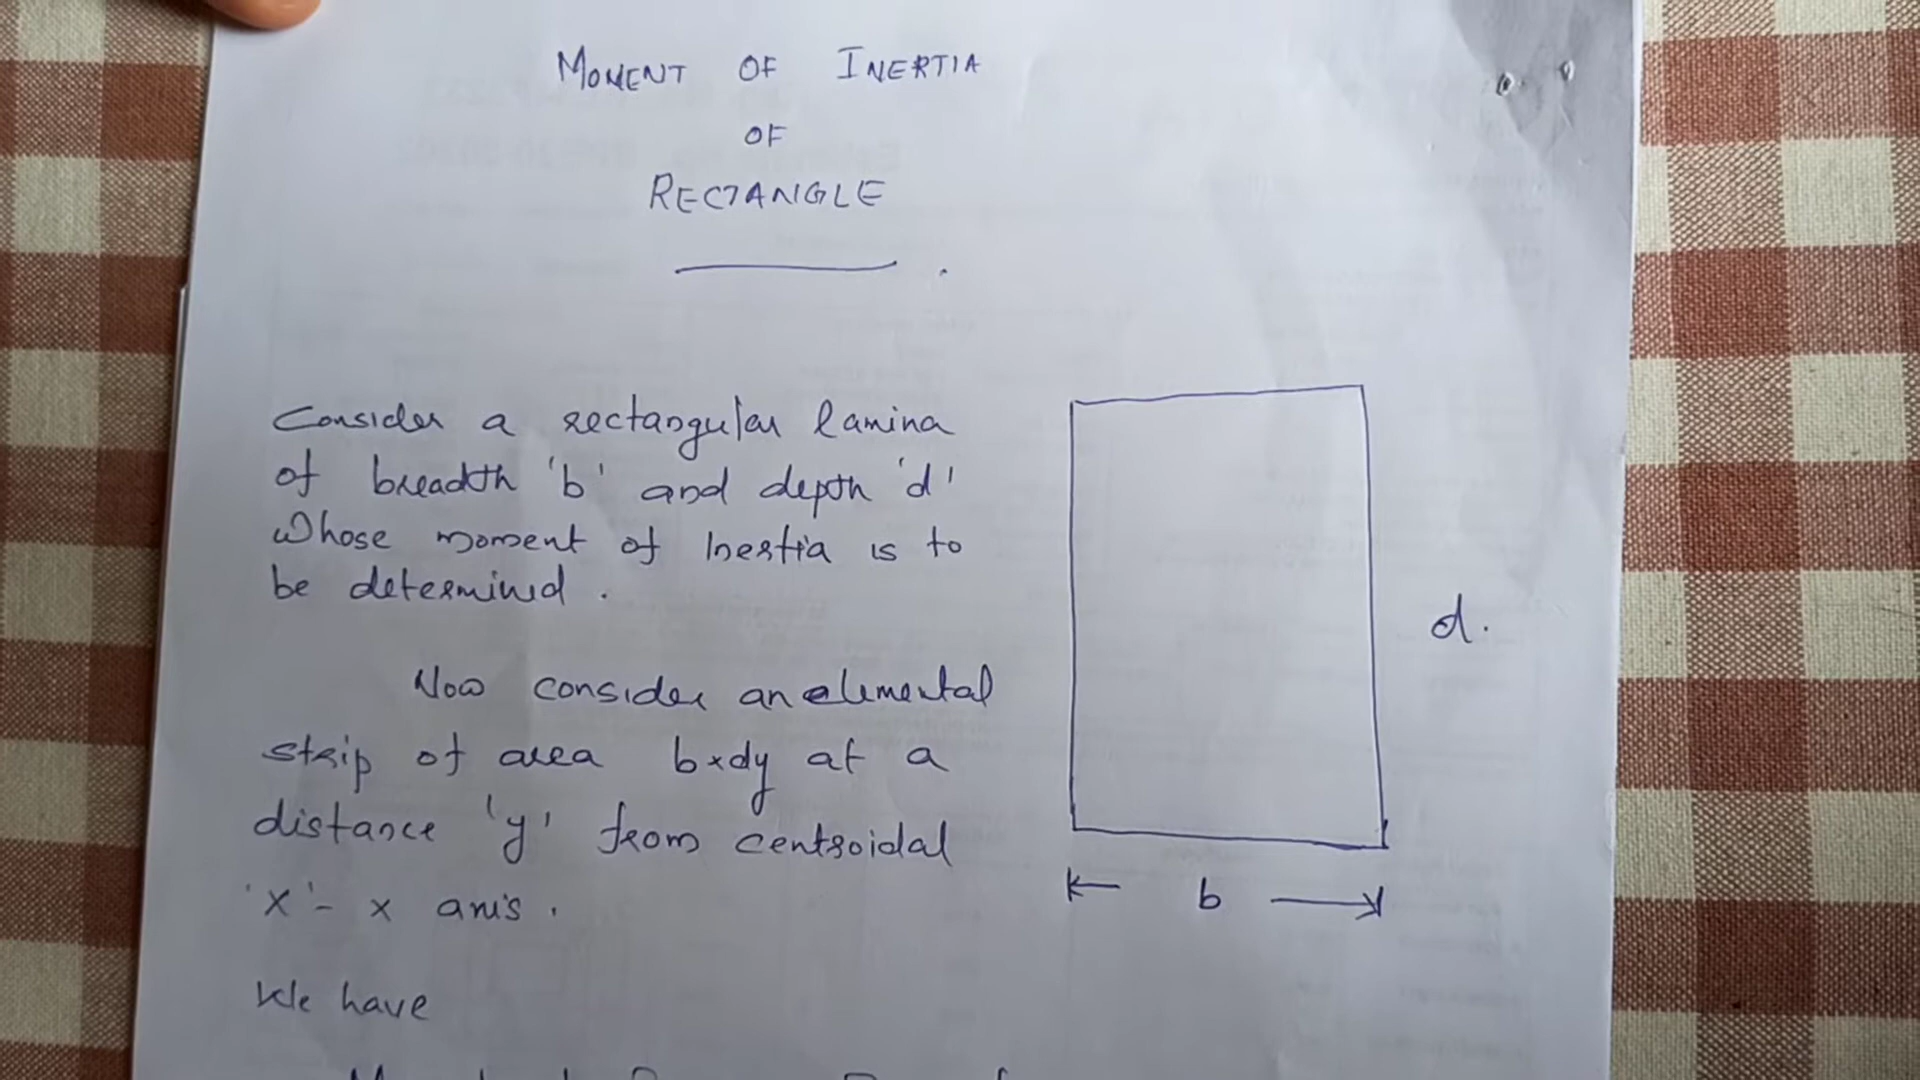 MOMENT OF INERTIA
OF
RECTANGLE
Consider a rectangular lamina
of breadth 'b' and depth 'd'
whose moment of Inertia is to
be determined.
Now consider an elemental
strip of area b×dy at a
distance 'y' from centroidal
'x'- x axis.
We have
d.
b